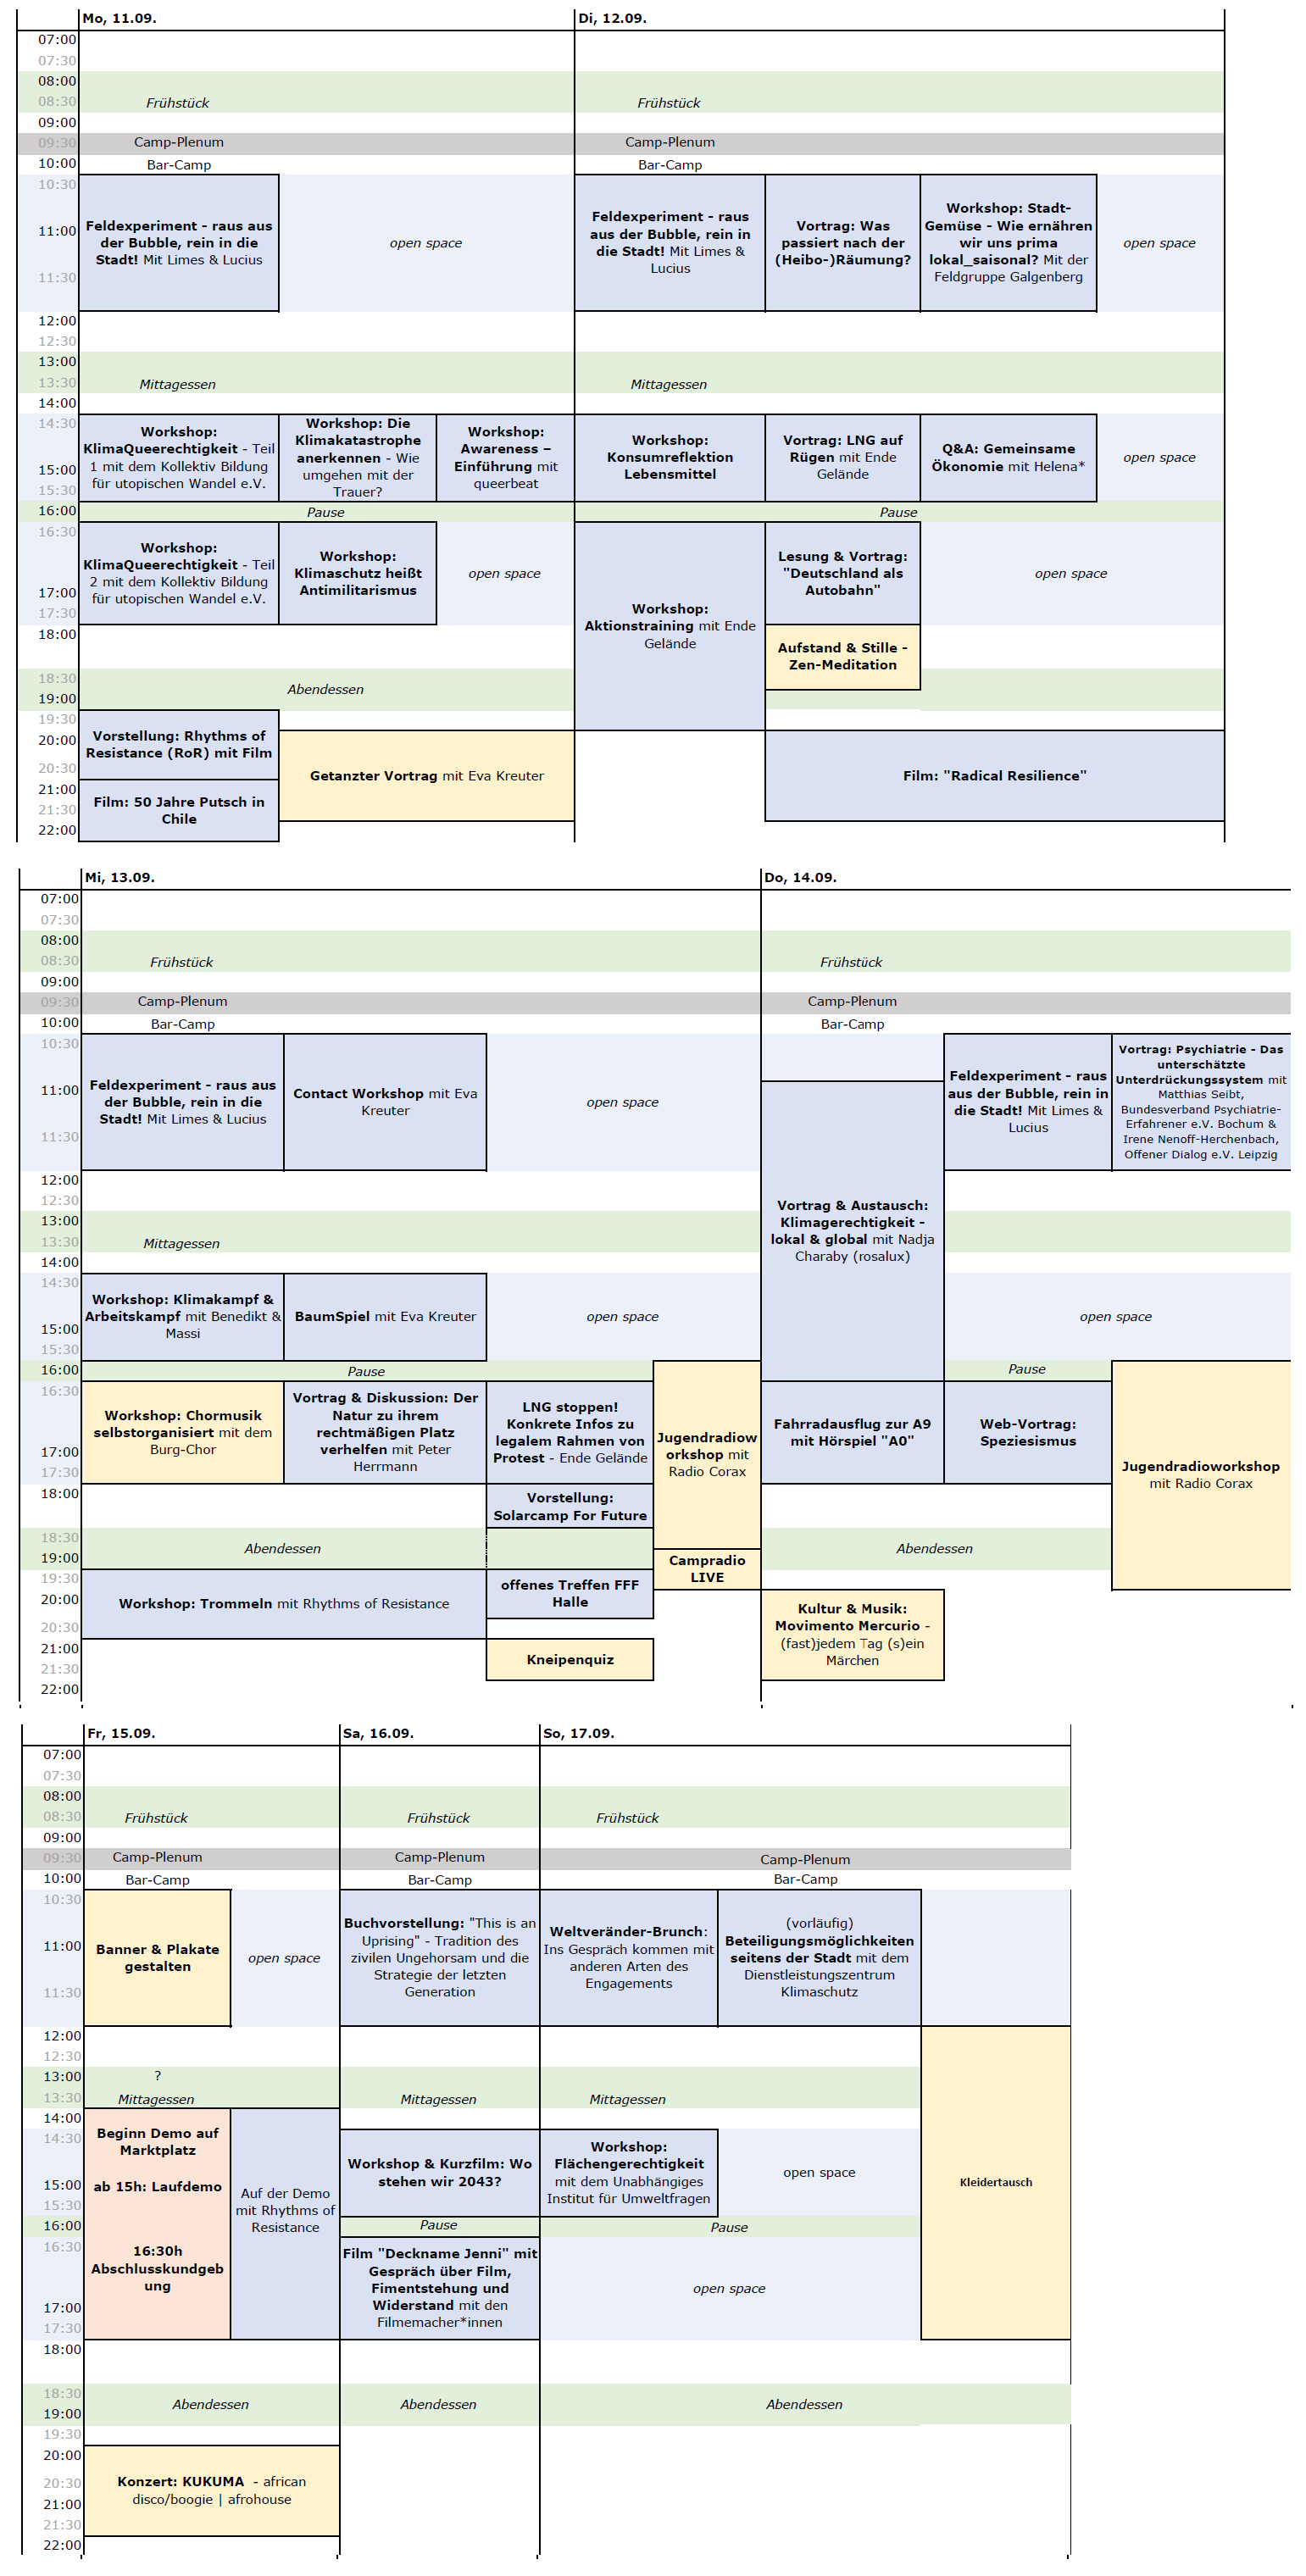 Mo, 11.09.
Di, 12.09.
07:00
07:30
08:00
08:30
Frühstück
Frühstück
09:00
09:30
Camp-Plenum
Camp-Plenum
10:00
Bar-Camp
Bar-Camp
10:30
11:00
11:30
Feldexperiment - raus aus
der Bubble, rein in die
Stadt! Mit Limes & Lucius
open space
Feldexperiment - raus
aus der Bubble, rein in
die Stadt! Mit Limes &
Lucius
Vortrag: Was
passiert nach der
(Heibo-)Räumung?
Workshop: Stadt-
Gemüse - Wie ernähren
wir uns prima
lokal_saisonal? Mit der
Feldgruppe Galgenberg
open space
12:00
12:30
13:00
13:30
Mittagessen
Mittagessen
14:00
14:30
15:00
15:30
Workshop:
KlimaQueerechtigkeit - Teil
1 mit dem Kollektiv Bildung
für utopischen Wandel e.V.
Workshop: Die
Klimakatastrophe
anerkennen - Wie
umgehen mit der
Trauer?
Workshop:
Awareness –
Einführung mit
queerbeat
Workshop:
Konsumreflektion
Lebensmittel
Vortrag: LNG auf
Rügen mit Ende
Gelände
Q&A: Gemeinsame
Ökonomie mit Helena*
open space
16:00
Pause
Pause
16:30
17:00
17:30
Workshop:
KlimaQueerechtigkeit - Teil
2 mit dem Kollektiv Bildung
für utopischen Wandel e.V.
Workshop:
Klimaschutz heißt
Antimilitarismus
open space
Workshop:
Aktionstraining mit Ende
Gelände
Lesung & Vortrag:
"Deutschland als
Autobahn"
open space
18:00
Aufstand & Stille -
Zen-Meditation
18:30
19:00
Abendessen
19:30
20:00
20:30
21:00
21:30
22:00
Vorstellung: Rhythms of
Resistance (RoR) mit Film
Film: 50 Jahre Putsch in
Chile
Getanzter Vortrag mit Eva Kreuter
Film: "Radical Resilience"
Mi, 13.09.
Do, 14.09.
07:00
07:30
08:00
08:30
Frühstück
Frühstück
09:00
09:30
Camp-Plenum
Camp-Plenum
10:00
Bar-Camp
Bar-Camp
10:30
11:00
11:30
Feldexperiment - raus aus
der Bubble, rein in die
Stadt! Mit Limes & Lucius
Contact Workshop mit Eva
Kreuter
open space
Feldexperiment - raus
aus der Bubble, rein in
die Stadt! Mit Limes &
Lucius
Vortrag: Psychiatrie - Das
unterschätzte
Unterdrückungssystem mit
Matthias Seibt,
Bundesverband Psychiatrie-
Erfahrener e.V. Bochum &
Irene Nenoff-Herchenbach,
Offener Dialog e.V. Leipzig
12:00
12:30
Vortrag & Austausch:
Klimagerechtigkeit -
lokal & global mit Nadja
Charaby (rosalux)
13:00
13:30
Mittagessen
14:00
14:30
15:00
15:30
Workshop: Klimakampf &
Arbeitskampf mit Benedikt &
Massi
BaumSpiel mit Eva Kreuter
open space
open space
16:00
Pause
Pause
16:30
17:00
17:30
Workshop: Chormusik
selbstorganisiert mit dem
Burg-Chor
Vortrag & Diskussion: Der
Natur zu ihrem
rechtmäßigen Platz
verhelfen mit Peter
Herrmann
LNG stoppen!
Konkrete Infos zu
legalem Rahmen von
Protest - Ende Gelände
Jugendradiow
orkshop mit
Radio Corax
Fahrradausflug zur A9
mit Hörspiel "A0"
Web-Vortrag:
Speziesismus
Jugendradioworkshop
mit Radio Corax
18:00
Vorstellung:
Solarcamp For Future
18:30
19:00
Abendessen
Campradio
LIVE
Abendessen
19:30
20:00
20:30
21:00
21:30
22:00
Workshop: Trommeln mit Rhythms of Resistance
offenes Treffen FFF
Halle
Kneipenquiz
Kultur & Musik:
Movimento Mercurio -
(fast)jedem Tag (s)ein
Märchen
Fr, 15.09.
Sa, 16.09.
So, 17.09.
07:00
07:30
08:00
08:30
Frühstück
Frühstück
Frühstück
09:00
09:30
Camp-Plenum
Camp-Plenum
Camp-Plenum
10:00
Bar-Camp
Bar-Camp
Bar-Camp
10:30
11:00
11:30
Banner & Plakate
gestalten
open space
Buchvorstellung: "This is an
Uprising" - Tradition des
zivilen Ungehorsam und die
Strategie der letzten
Generation
Weltveränder-Brunch:
Ins Gespräch kommen mit
anderen Arten des
Engagements
(vorläufig)
Beteiligungsmöglichkeiten
seitens der Stadt mit dem
Dienstleistungszentrum
Klimaschutz
12:00
12:30
13:00
?
13:30
Mittagessen
Mittagessen
Mittagessen
14:00
14:30
15:00
15:30
Beginn Demo auf
Marktplatz
ab 15h: Laufdemo
16:30h
Abschlusskundgeb
ung
Auf der Demo
mit Rhythms of
Resistance
Workshop & Kurzfilm: Wo
stehen wir 2043?
Workshop:
Flächengerechtigkeit
mit dem Unabhängiges
Institut für Umweltfragen
open space
Kleidertausch
16:00
Pause
Pause
16:30
17:00
17:30
Film "Deckname Jenni" mit
Gespräch über Film,
Fimentstehung und
Widerstand mit den
Filmemacher*innen
open space
18:00
18:30
19:00
Abendessen
Abendessen
Abendessen
19:30
20:00
20:30
21:00
21:30
22:00
Konzert: KUKUMA - african
disco/boogie | afrohouse